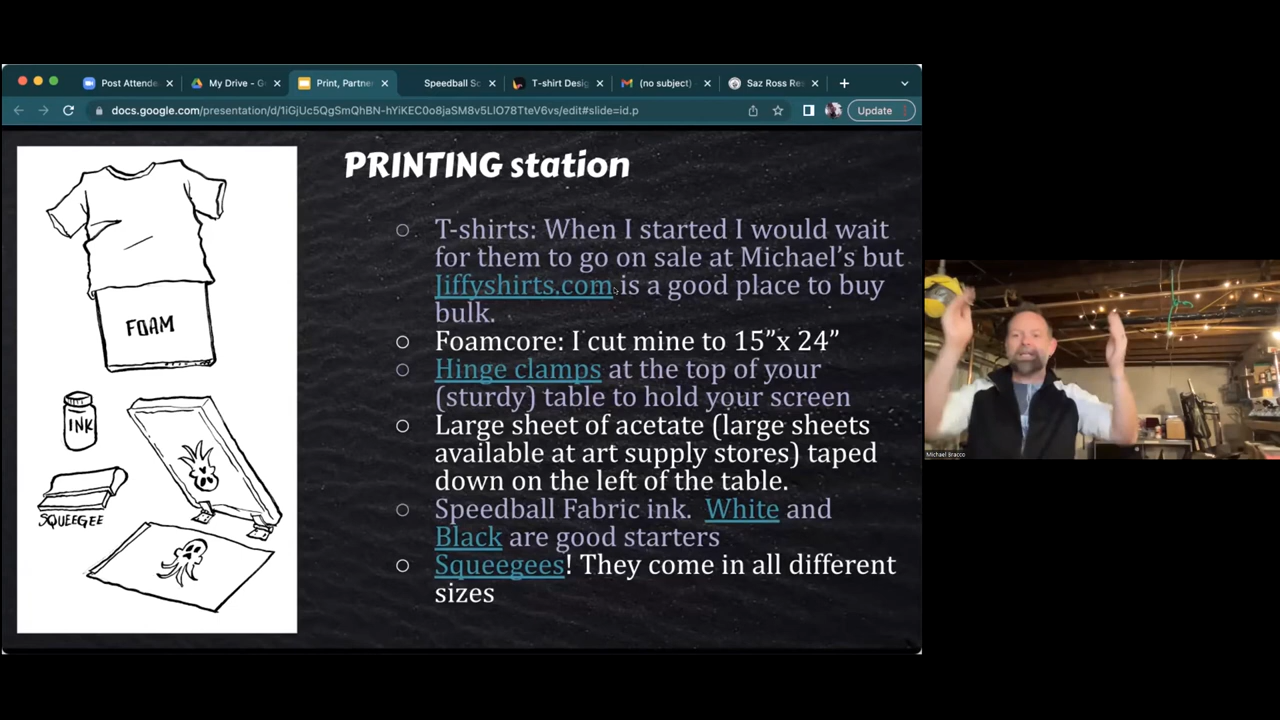 Post Attende
My Drive - G
Print, Partne
Speedball Sc
T-shirt Desig
(no subject)
Saz Ross Res
docs.google.com/presentation/d/1iGjUc5QgSmQhBN-hYiKEC0o8jaSM8v5LlO78TteV6vs/edit#slide=id.p
Update
PRINTING station
T-shirts: When I started I would wait
for them to go on sale at Michael's but
Jiffyshirts.com is a good place to buy
bulk.
Foamcore: I cut mine to 15”x 24”
Hinge clamps at the top of your
(sturdy) table to hold your screen
Large sheet of acetate (large sheets
available at art supply stores) taped
down on the left of the table.
Speedball Fabric ink. White and
Black are good starters
Squeegees! They come in all different
sizes
FOAM
INK
SQUEEGEE
Michael Bracco